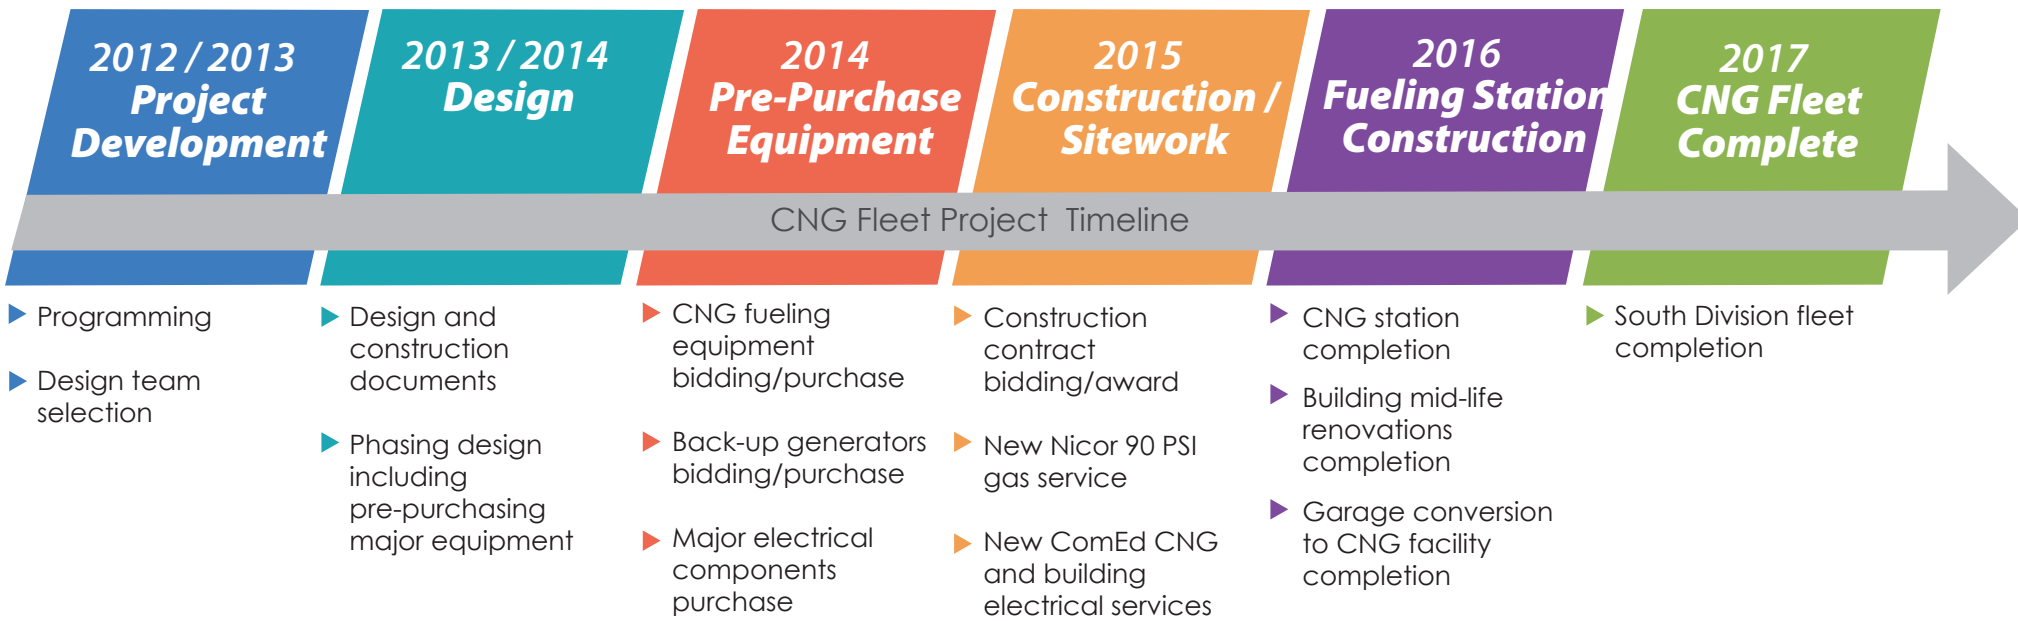 2012 / 2013
Project
Development
2013 / 2014
Design
2014
Pre-Purchase
Equipment
2015
Construction /
Sitework
2016
Fueling Station
Construction
2017
CNG Fleet
Complete
CNG Fleet Project Timeline
Programming
Design team
selection
Design and
construction
documents
Phasing design
including
pre-purchasing
major equipment
CNG fueling
equipment
bidding/purchase
Back-up generators
bidding/purchase
Major electrical
components
purchase
Construction
contract
bidding/award
New Nicor 90 PSI
gas service
New ComEd CNG
and building
electrical services
CNG station
completion
Building mid-life
renovations
completion
Garage conversion
to CNG facility
completion
South Division fleet
completion